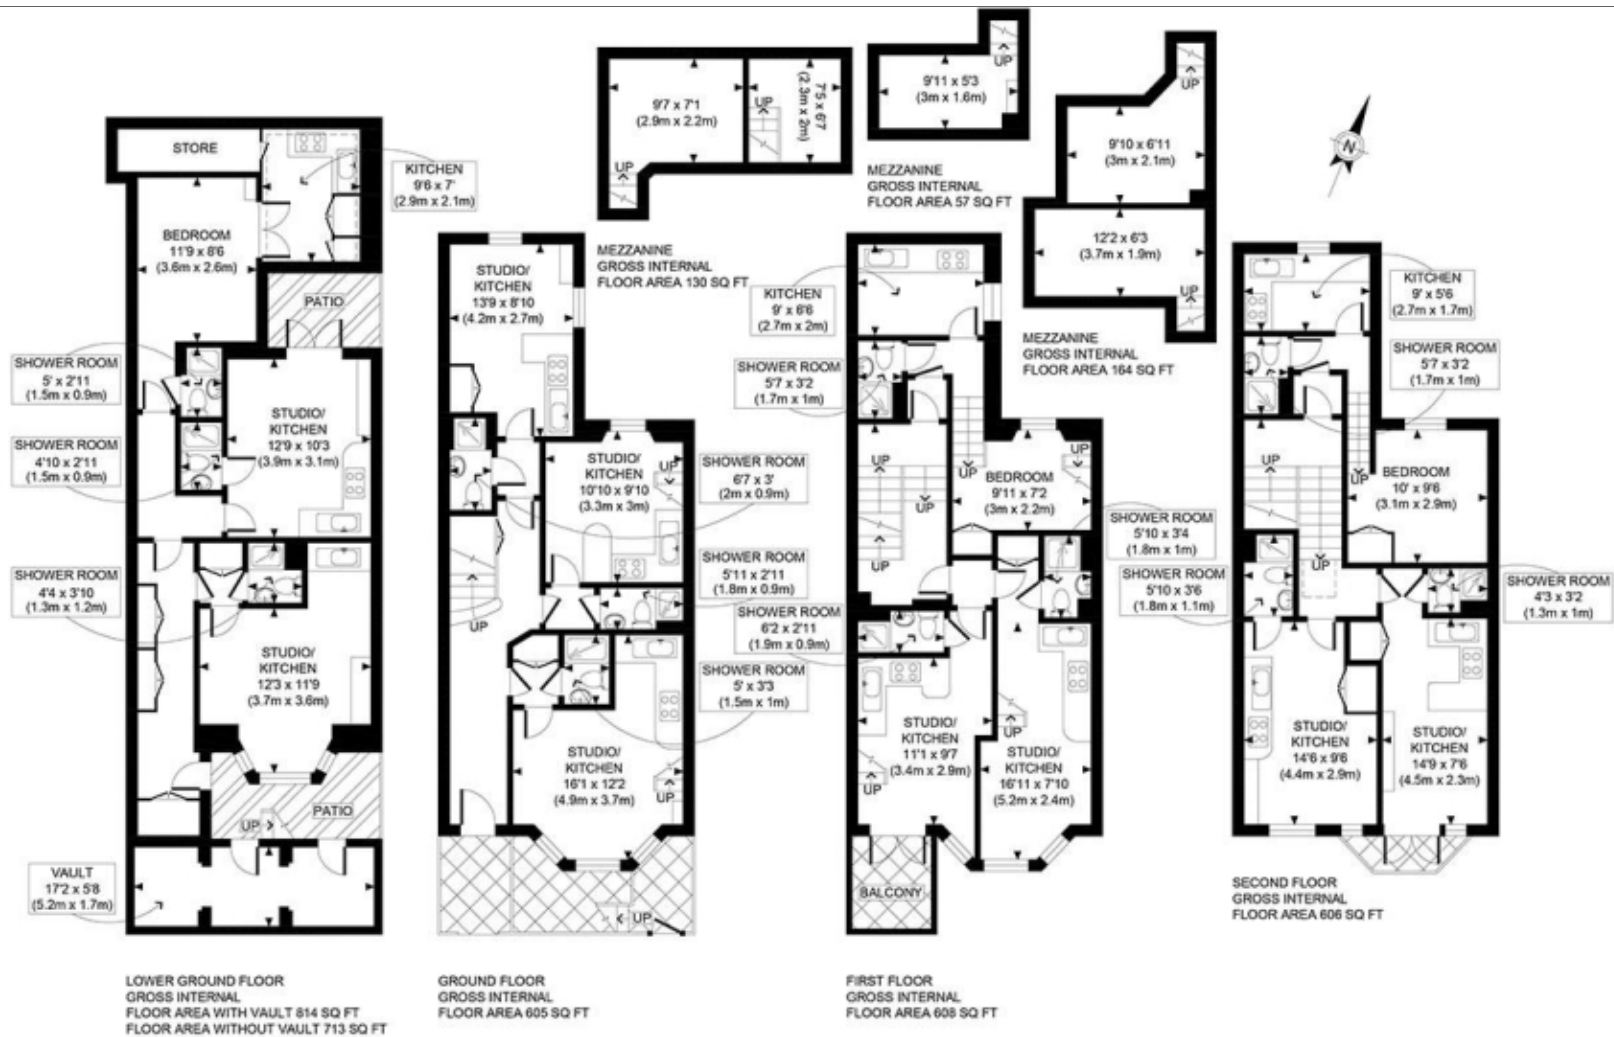 STORE
KITCHEN
9'6 x 7'
(2.9m x 2.1m)
BEDROOM
11'9 x 8'6
(3.6m x 2.6m)
PATIO
SHOWER ROOM
5' x 2'11
(1.5m x 0.9m)
STUDIO/
KITCHEN
12'9 x 10'3
(3.9m x 3.1m)
SHOWER ROOM
4'10 x 2'11
(1.5m x 0.9m)
SHOWER ROOM
4'4 x 3'10
(1.3m x 1.2m)
STUDIO/
KITCHEN
12'3 x 11'9
(3.7m x 3.6m)
PATIO
UP
VAULT
17'2 x 5'8
(5.2m x 1.7m)
LOWER GROUND FLOOR
GROSS INTERNAL
FLOOR AREA WITH VAULT 814 SQ FT
FLOOR AREA WITHOUT VAULT 713 SQ FT
9'7 x 7'1
(2.9m x 2.2m)
UP
UP
7'5 x 6'7
(2.3m x 2m)
MEZZANINE
GROSS INTERNAL
FLOOR AREA 130 SQ FT
STUDIO/
KITCHEN
13'9 x 8'10
(4.2m x 2.7m)
STUDIO/
KITCHEN
10'10 x 9'10
(3.3m x 3m)
UP
SHOWER ROOM
6'7 x 3'
(2m x 0.9m)
SHOWER ROOM
5'11 x 2'11
(1.8m x 0.9m)
UP
SHOWER ROOM
5' x 3'3
(1.5m x 1m)
STUDIO/
KITCHEN
16'1 x 12'2
(4.9m x 3.7m)
UP
UP
GROUND FLOOR
GROSS INTERNAL
FLOOR AREA 605 SQ FT
UP
9'11 x 5'3
(3m x 1.6m)
MEZZANINE
GROSS INTERNAL
FLOOR AREA 57 SQ FT
UP
9'10 x 6'11
(3m x 2.1m)
12'2 x 6'3
(3.7m x 1.9m)
UP
MEZZANINE
GROSS INTERNAL
FLOOR AREA 164 SQ FT
N
KITCHEN
9' x 6'6
(2.7m x 2m)
SHOWER ROOM
5'7 x 3'2
(1.7m x 1m)
UP
UP
UP
BEDROOM
9'11 x 7'2
(3m x 2.2m)
UP
SHOWER ROOM
5'10 x 3'4
(1.8m x 1m)
SHOWER ROOM
6'2 x 2'11
(1.9m x 0.9m)
STUDIO/
KITCHEN
11'1 x 9'7
(3.4m x 2.9m)
UP
UP
STUDIO/
KITCHEN
16'11 x 7'10
(5.2m x 2.4m)
BALCONY
FIRST FLOOR
GROSS INTERNAL
FLOOR AREA 608 SQ FT
KITCHEN
9' x 5'6
(2.7m x 1.7m)
SHOWER ROOM
5'7 x 3'2
(1.7m x 1m)
UP
UP
BEDROOM
10' x 9'6
(3.1m x 2.9m)
UP
SHOWER ROOM
5'10 x 3'6
(1.8m x 1.1m)
SHOWER ROOM
4'3 x 3'2
(1.3m x 1m)
STUDIO/
KITCHEN
14'6 x 9'6
(4.4m x 2.9m)
STUDIO/
KITCHEN
14'9 x 7'6
(4.5m x 2.3m)
SECOND FLOOR
GROSS INTERNAL
FLOOR AREA 606 SQ FT